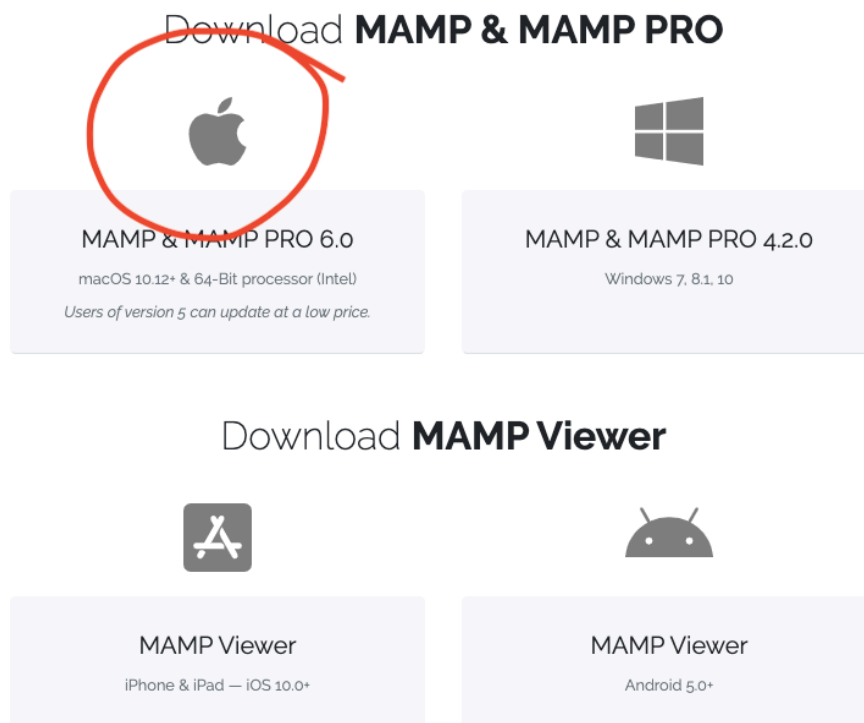 Download MAMP & MAMP PRO
MAMP & MAMP PRO 6.0
macOS 10.12+ & 64-Bit processor (Intel)
Users of version 5 can update at a low price.
MAMP & MAMP PRO 4.2.0
Windows 7, 8.1, 10
Download MAMP Viewer
MAMP Viewer
iPhone & iPad — iOS 10.0+
MAMP Viewer
Android 5.0+